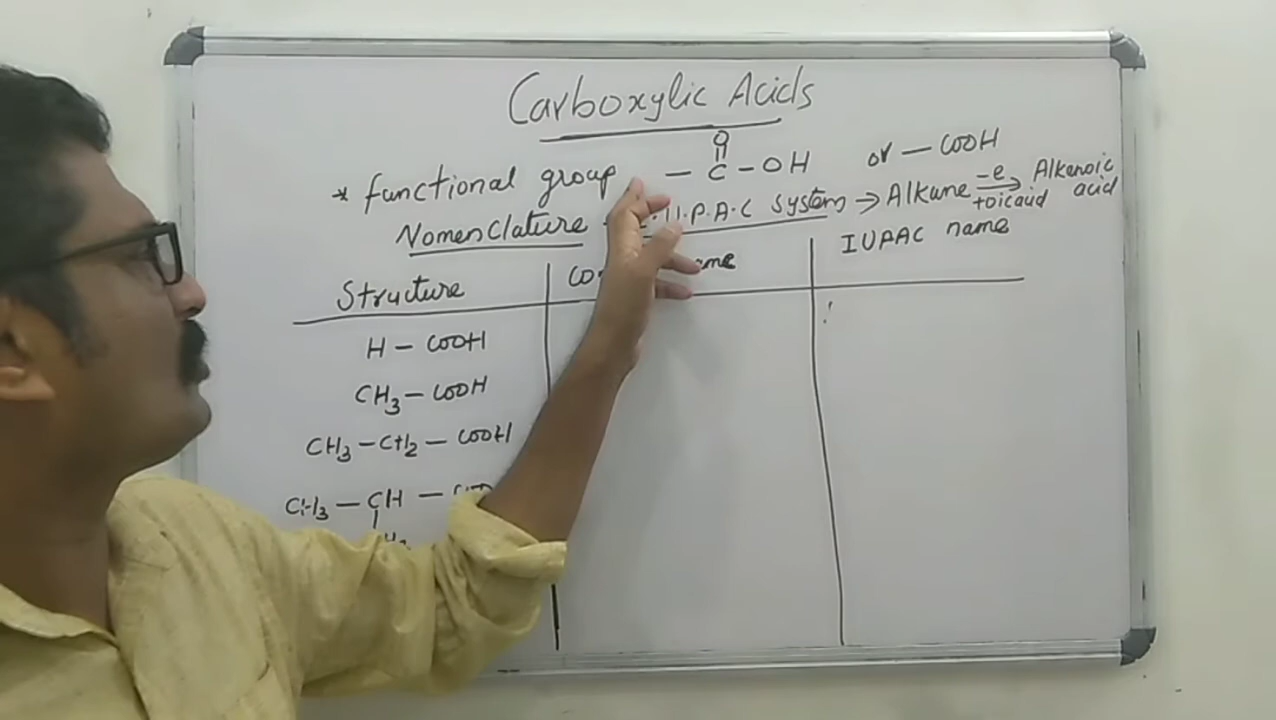 Carboxylic Acids
O
* functional group – C – OH or – COOH
Nomenclature I.U.P.A.C System → Alkane –e +oic acid → Alkanoic acid
Structure IUPAC name
H – COOH
CH3 – COOH
CH3 – CH2 – COOH
CH3 – CH –